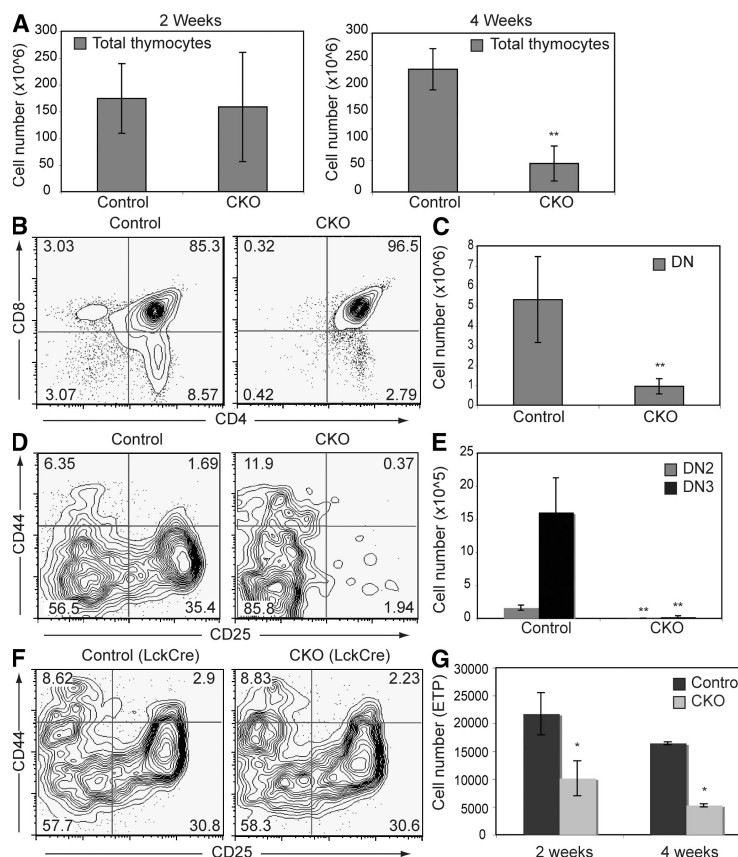 A
2 Weeks
4 Weeks
Cell number (x10^6)
300
250
200
150
100
50
0
Total thymocytes
Control
CKO
Cell number (x10^6)
300
250
200
150
100
50
0
Total thymocytes
**
Control
CKO
B
Control
CKO
CD8
3.03
85.3
3.07
8.57
0.32
96.5
0.42
2.79
CD4
C
Cell number (x10^6)
8
7
6
5
4
3
2
1
0
DN
**
Control
CKO
D
Control
CKO
CD44
6.35
1.69
56.5
35.4
11.9
0.37
85.8
1.94
CD25
E
Cell number (x10^5)
25
20
15
10
5
0
DN2
DN3
**
**
Control
CKO
F
Control (LckCre)
CKO (LckCre)
CD44
8.62
2.9
57.7
30.8
8.83
2.23
58.3
30.6
CD25
G
Cell number (ETP)
30000
25000
20000
15000
10000
5000
0
Control
CKO
*
*
2 weeks
4 weeks